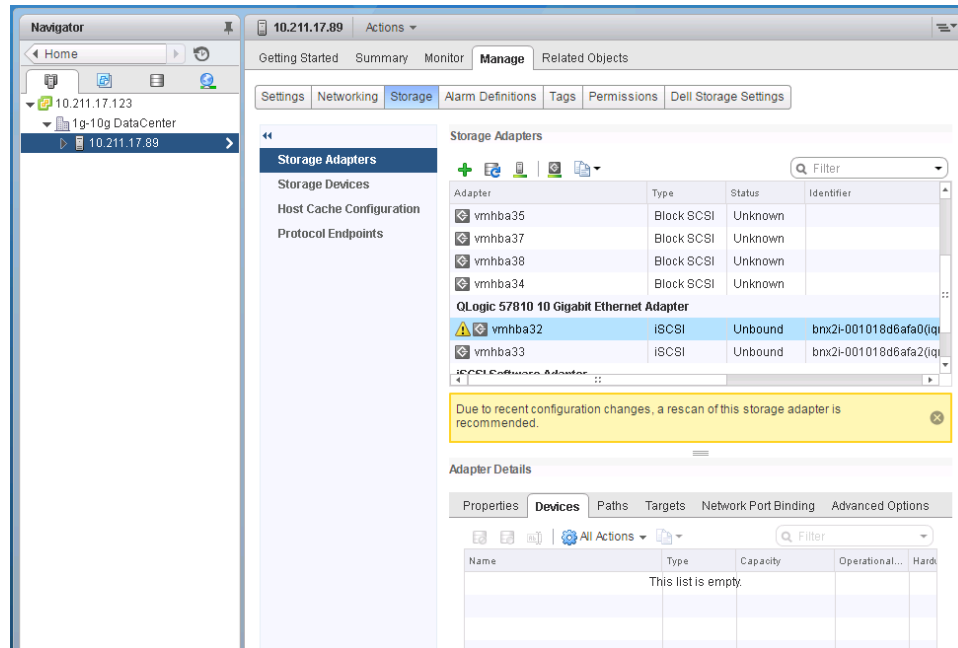 Navigator
Home
10.211.17.123
1g-10g DataCenter
10.211.17.89
10.211.17.89 Actions
Getting Started Summary Monitor Manage Related Objects
Settings Networking Storage Alarm Definitions Tags Permissions Dell Storage Settings
Storage Adapters
Storage Devices
Host Cache Configuration
Protocol Endpoints
Storage Adapters
Filter
Adapter Type Status Identifier
vmhba35 Block SCSI Unknown
vmhba37 Block SCSI Unknown
vmhba38 Block SCSI Unknown
vmhba34 Block SCSI Unknown
QLogic 57810 10 Gigabit Ethernet Adapter
vmhba32 iSCSI Unbound bnx2i-001018d6afa0(iq
vmhba33 iSCSI Unbound bnx2i-001018d6afa2(iq
iSCSI Software Adapter
Due to recent configuration changes, a rescan of this storage adapter is
recommended.
Adapter Details
Properties Devices Paths Targets Network Port Binding Advanced Options
All Actions Filter
Name Type Capacity Operational... Hardw
This list is empty.